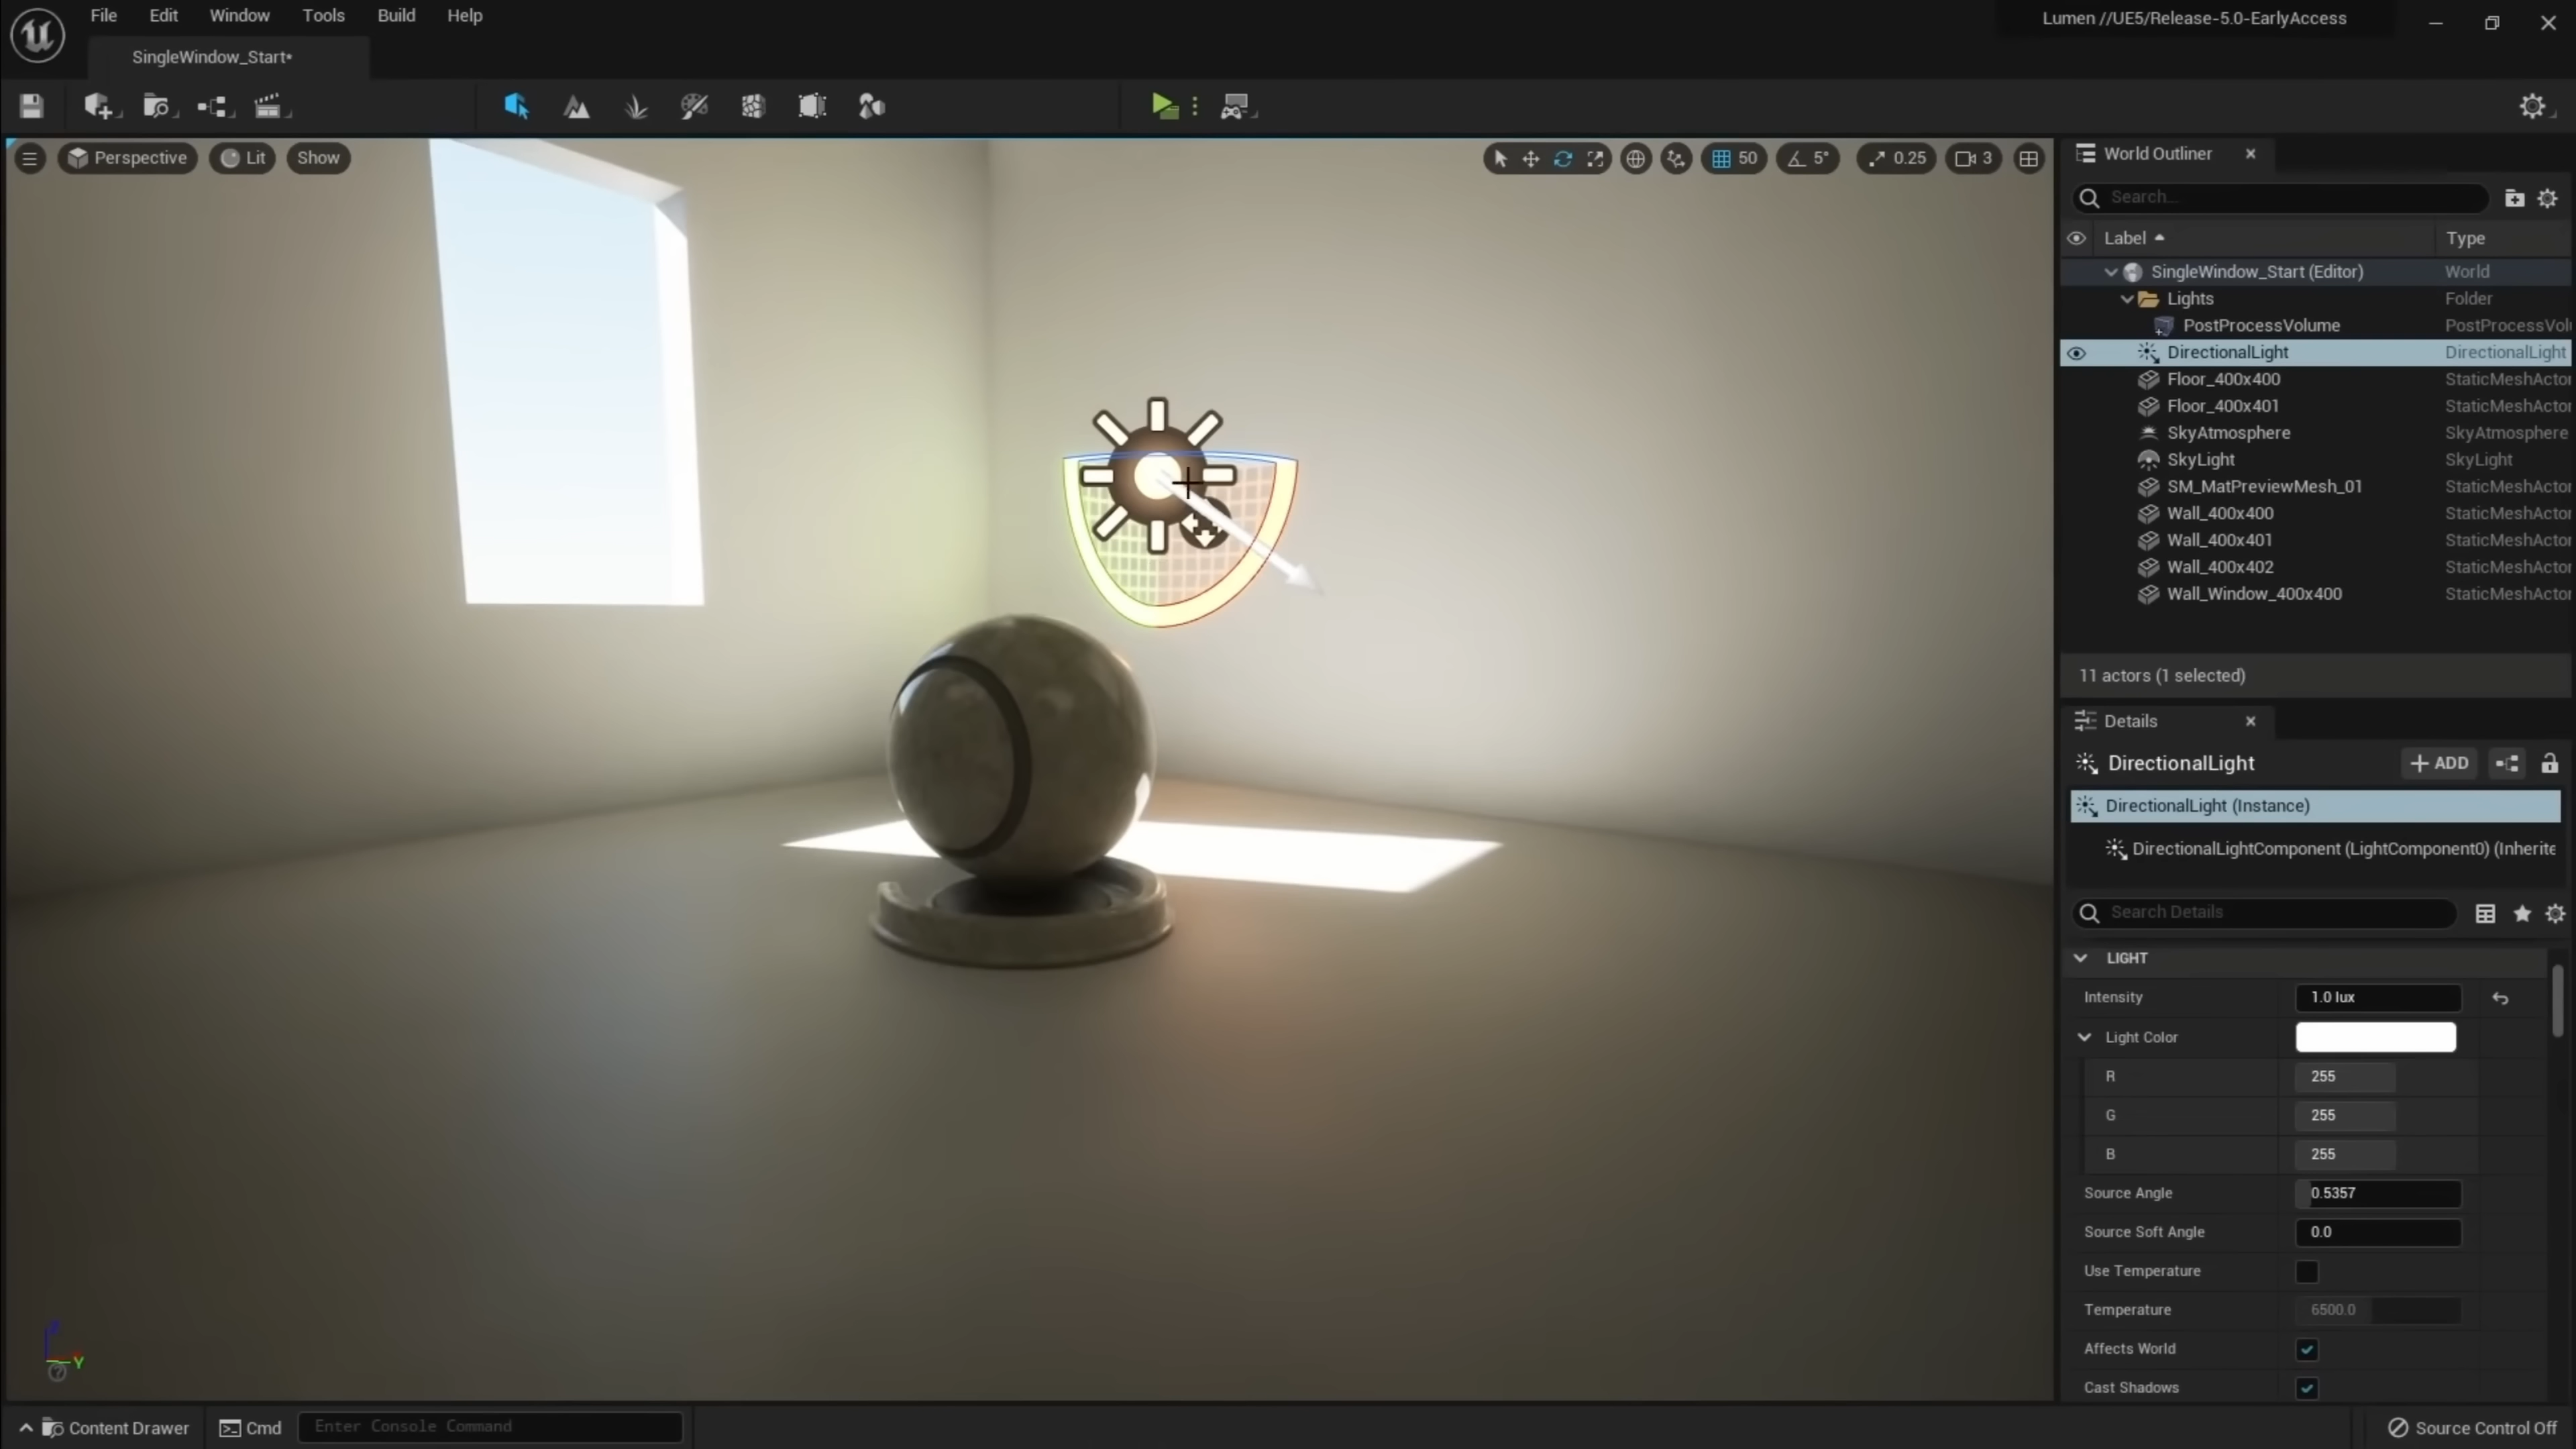 File Edit Window Tools Build Help
Lumen //UE5/Release-5.0-EarlyAccess
SingleWindow_Start*
Perspective Lit Show
50 5° 0.25 3
World Outliner
Search...
Label Type
SingleWindow_Start (Editor) World
Lights Folder
PostProcessVolume PostProcessVol
DirectionalLight DirectionalLight
Floor_400x400 StaticMeshActor
Floor_400x401 StaticMeshActor
SkyAtmosphere SkyAtmosphere
SkyLight SkyLight
SM_MatPreviewMesh_01 StaticMeshActor
Wall_400x400 StaticMeshActor
Wall_400x401 StaticMeshActor
Wall_400x402 StaticMeshActor
Wall_Window_400x400 StaticMeshActor
11 actors (1 selected)
Details
DirectionalLight + ADD
DirectionalLight (Instance)
DirectionalLightComponent (LightComponent0) (Inherite
Search Details
LIGHT
Intensity 1.0 lux
Light Color
R 255
G 255
B 255
Source Angle 0.5357
Source Soft Angle 0.0
Use Temperature
Temperature 6500.0
Affects World
Cast Shadows
Y
Content Drawer Cmd Enter Console Command Source Control Off